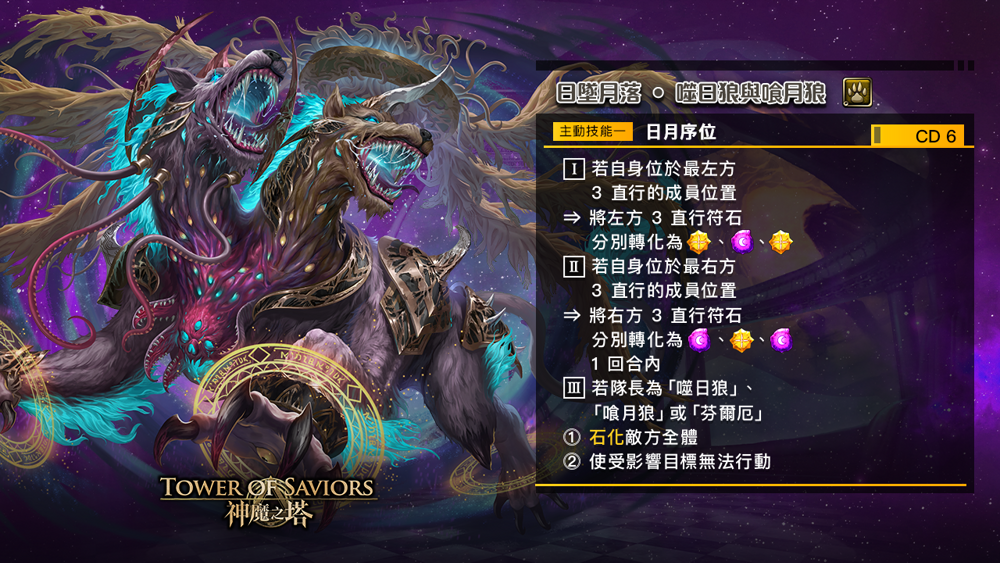 日墜月落 。 噬日狼與喰月狼
主動技能一 日月序位 CD 6
I 若自身位於最左方
3 直行的成員位置
⇒ 將左方 3 直行符石
分別轉化為、、
II 若自身位於最右方
3 直行的成員位置
⇒ 將右方 3 直行符石
分別轉化為、、
1 回合內
III 若隊長為「噬日狼」、
「喰月狼」或「芬爾厄」
① 石化敵方全體
② 使受影響目標無法行動
TOWER OF SAVIORS
神魔之塔